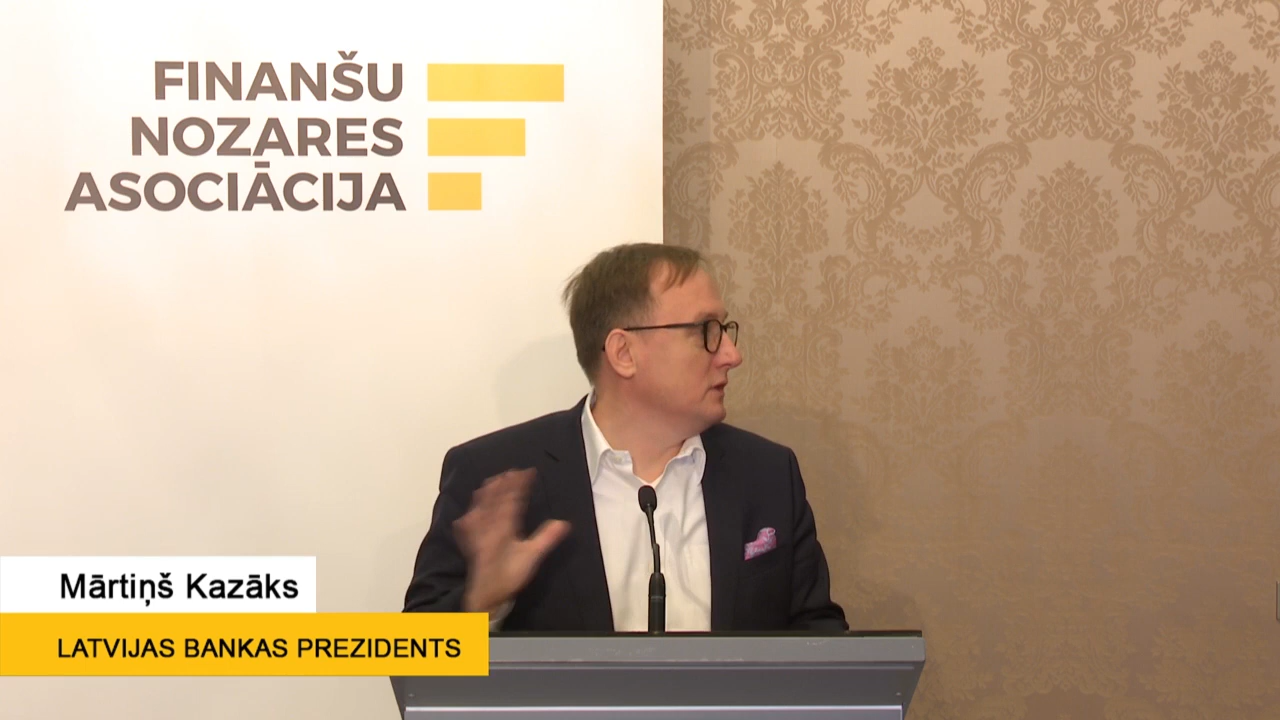 FINANŠU
NOZARES
ASOCIĀCIJA
Mārtiņš Kazāks
LATVIJAS BANKAS PREZIDENTS